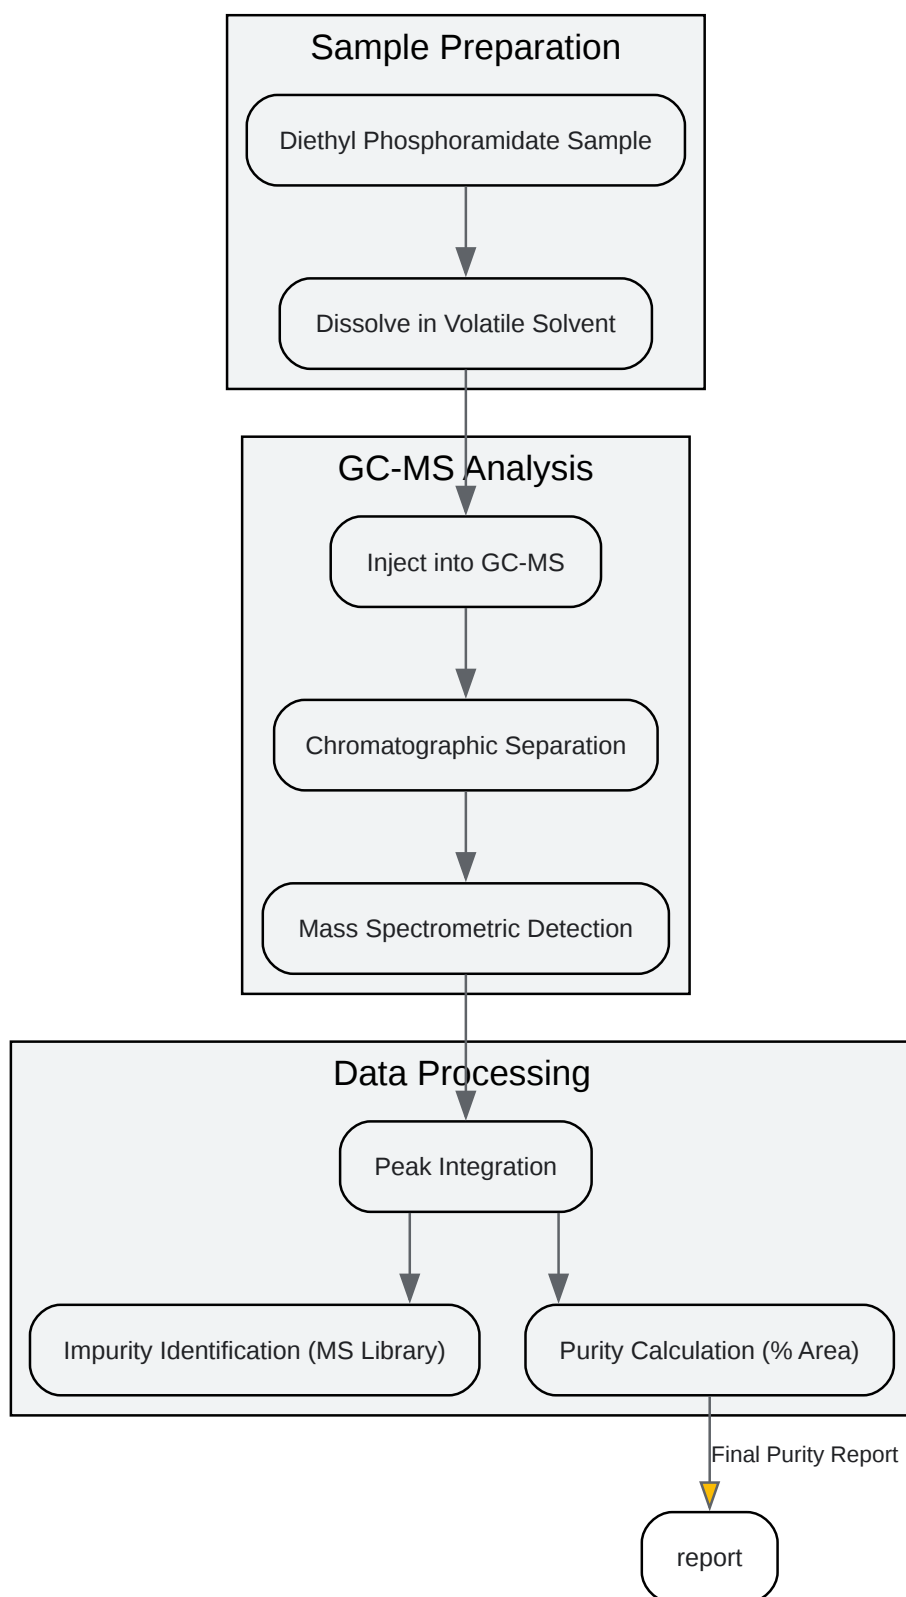 Sample Preparation
Diethyl Phosphoramidate Sample
Dissolve in Volatile Solvent
GC-MS Analysis
Inject into GC-MS
Chromatographic Separation
Mass Spectrometric Detection
Data Processing
Peak Integration
Impurity Identification (MS Library)
Purity Calculation (% Area)
Final Purity Report
report